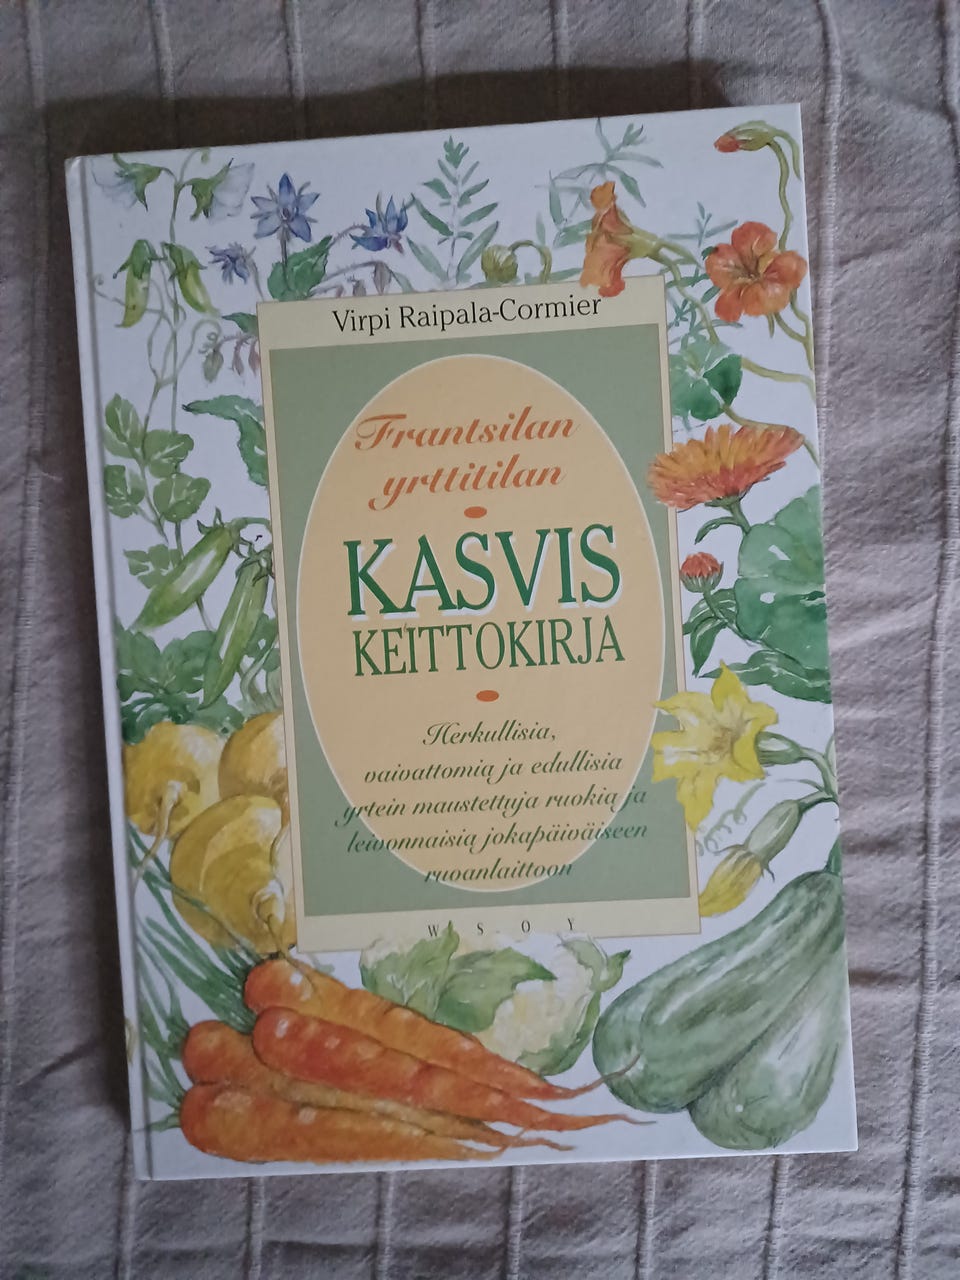 Virpi Raipala-Cormier
Frantsilan
yrttitilan
KASVIS
KEITTOKIRJA
Herkullisia,
vaivattomia ja edullisia
yrtein maustettuja ruokia ja
leivonnaisia jokapäiväiseen
ruoanlaittoon
WSOY